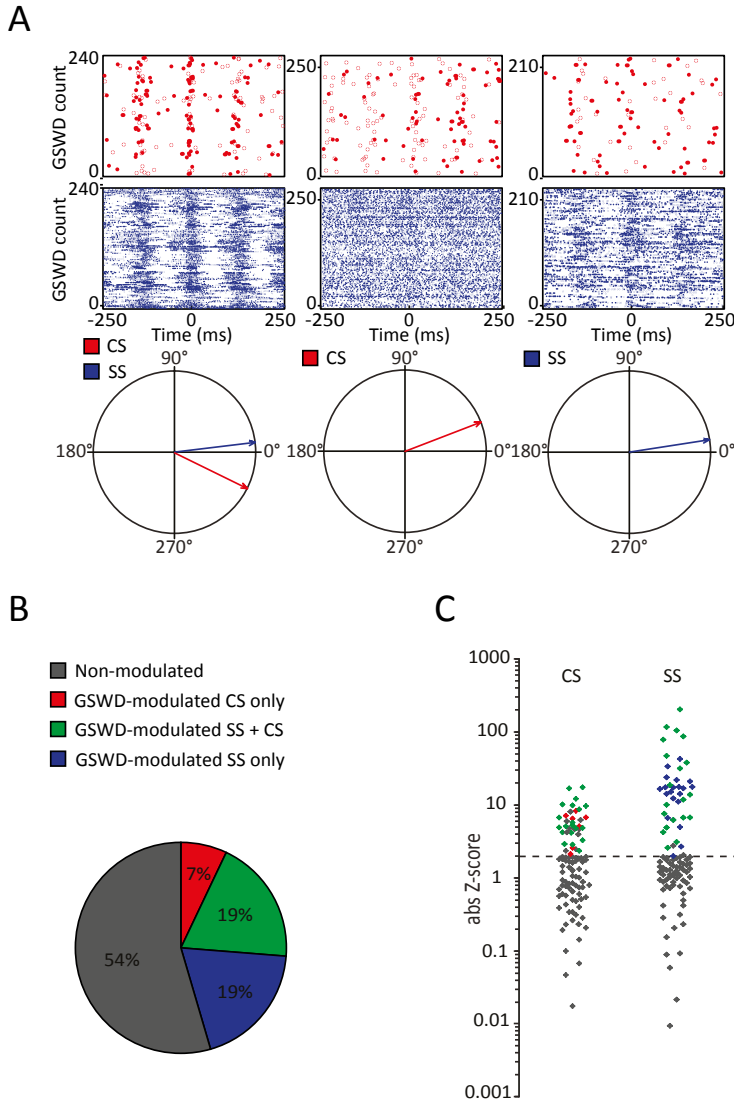 A
GSWD count
240
0
250
0
210
0
GSWD count
240
0
250
0
210
0
-250 0 250
Time (ms)
-250 0 250
Time (ms)
-250 0 250
Time (ms)
CS
SS
90°
180°
0°
270°
CS
90°
0°
270°
SS
90°
180°
0°
270°
180°
B
Non-modulated
GSWD-modulated CS only
GSWD-modulated SS + CS
GSWD-modulated SS only
7%
19%
19%
54%
C
abs Z-score
CS SS
1000
100
10
1
0.1
0.01
0.001